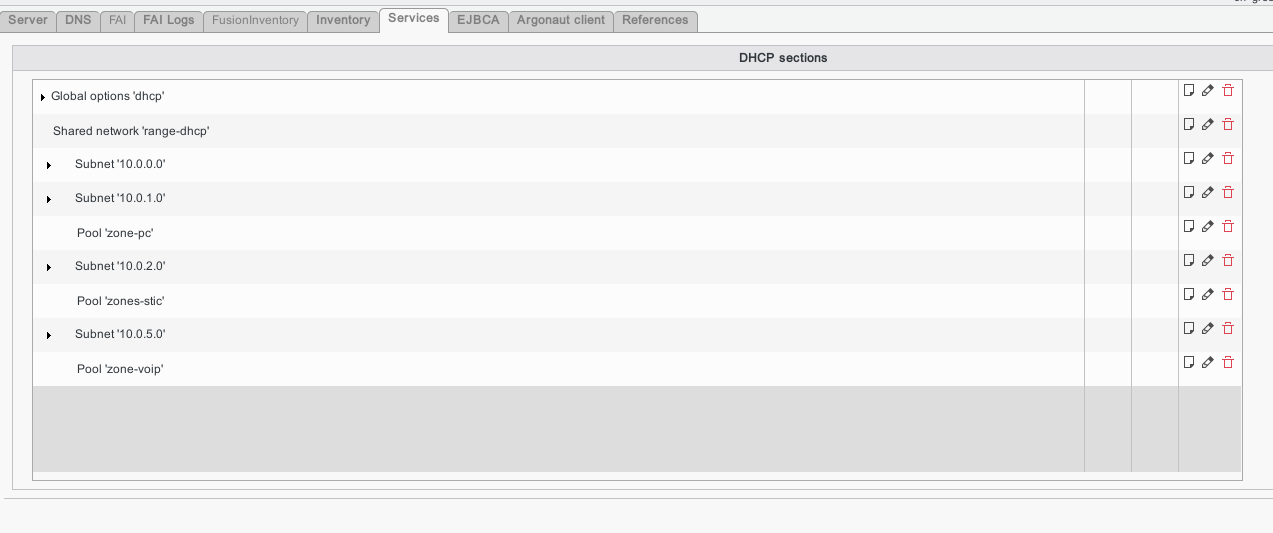 Server DNS FAI FAI Logs FusionInventory Inventory Services EJBCA Argonaut client References
DHCP sections
Global options 'dhcp'
Shared network 'range-dhcp'
Subnet '10.0.0.0'
Subnet '10.0.1.0'
Pool 'zone-pc'
Subnet '10.0.2.0'
Pool 'zones-stic'
Subnet '10.0.5.0'
Pool 'zone-voip'